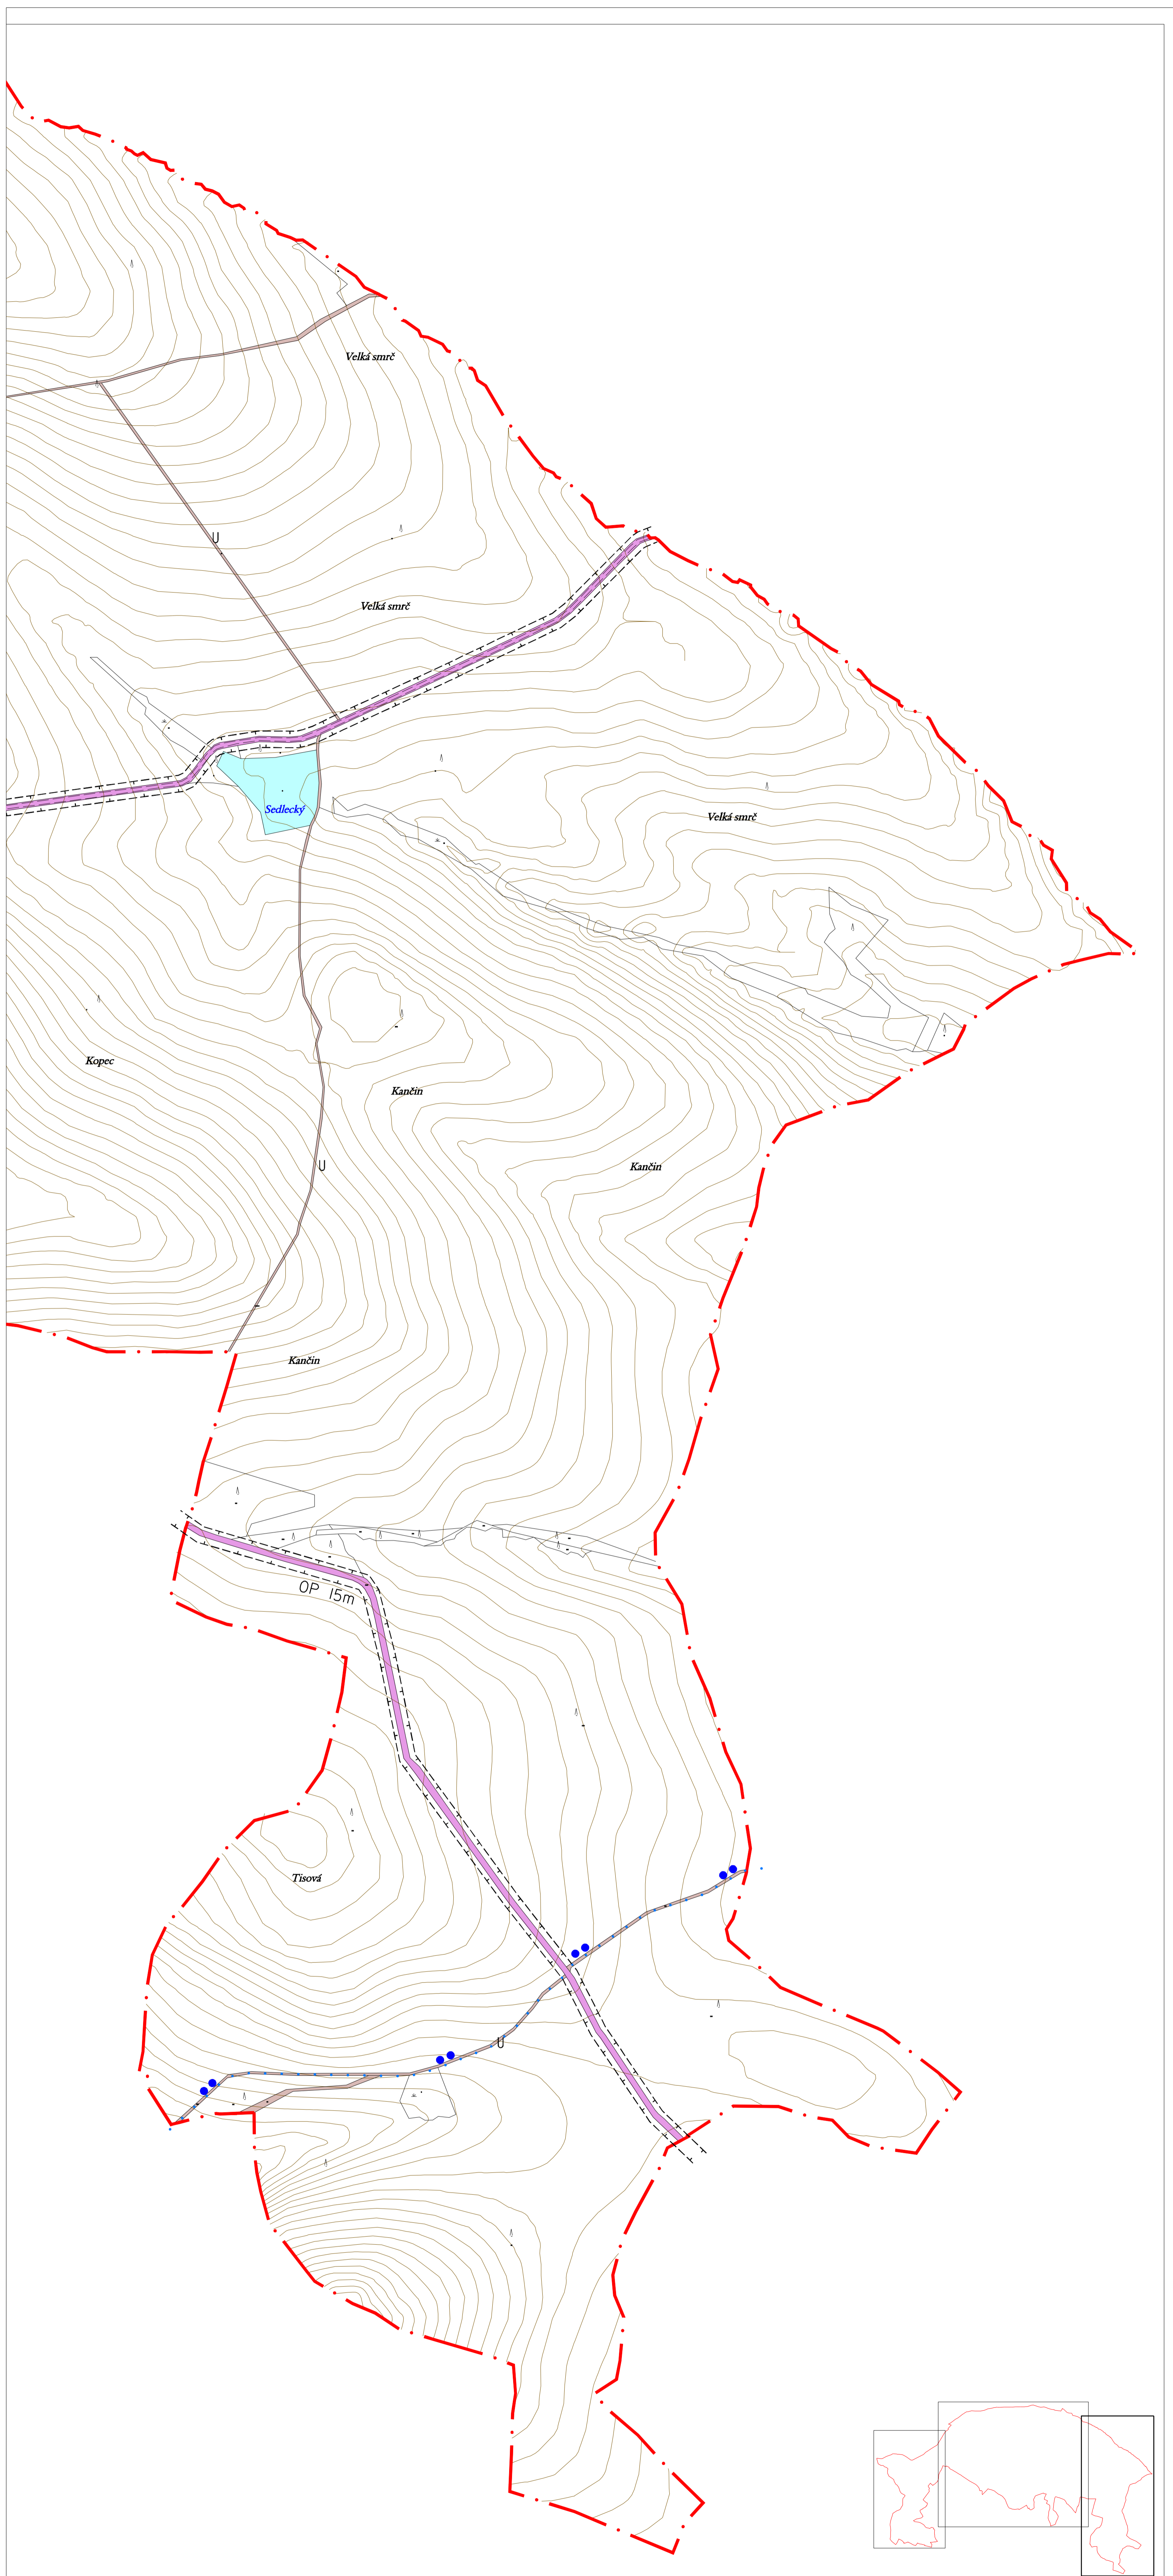 Velká smrč
U
Velká smrč
Sedlecký
Velká smrč
Kopec
Kančin
Kančin
U
Kančin
OP 15m
Tisová
U